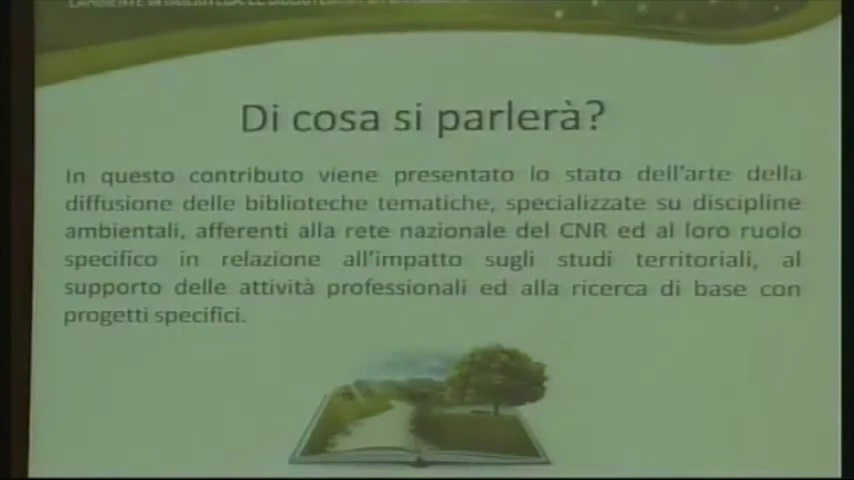 Di cosa si parlerà?
In questo contributo viene presentato lo stato dell'arte della
diffusione delle biblioteche tematiche, specializzate su discipline
ambientali, afferenti alla rete nazionale del CNR ed al loro ruolo
specifico in relazione all'impatto sugli studi territoriali, al
supporto delle attività professionali ed alla ricerca di base con
progetti specifici.